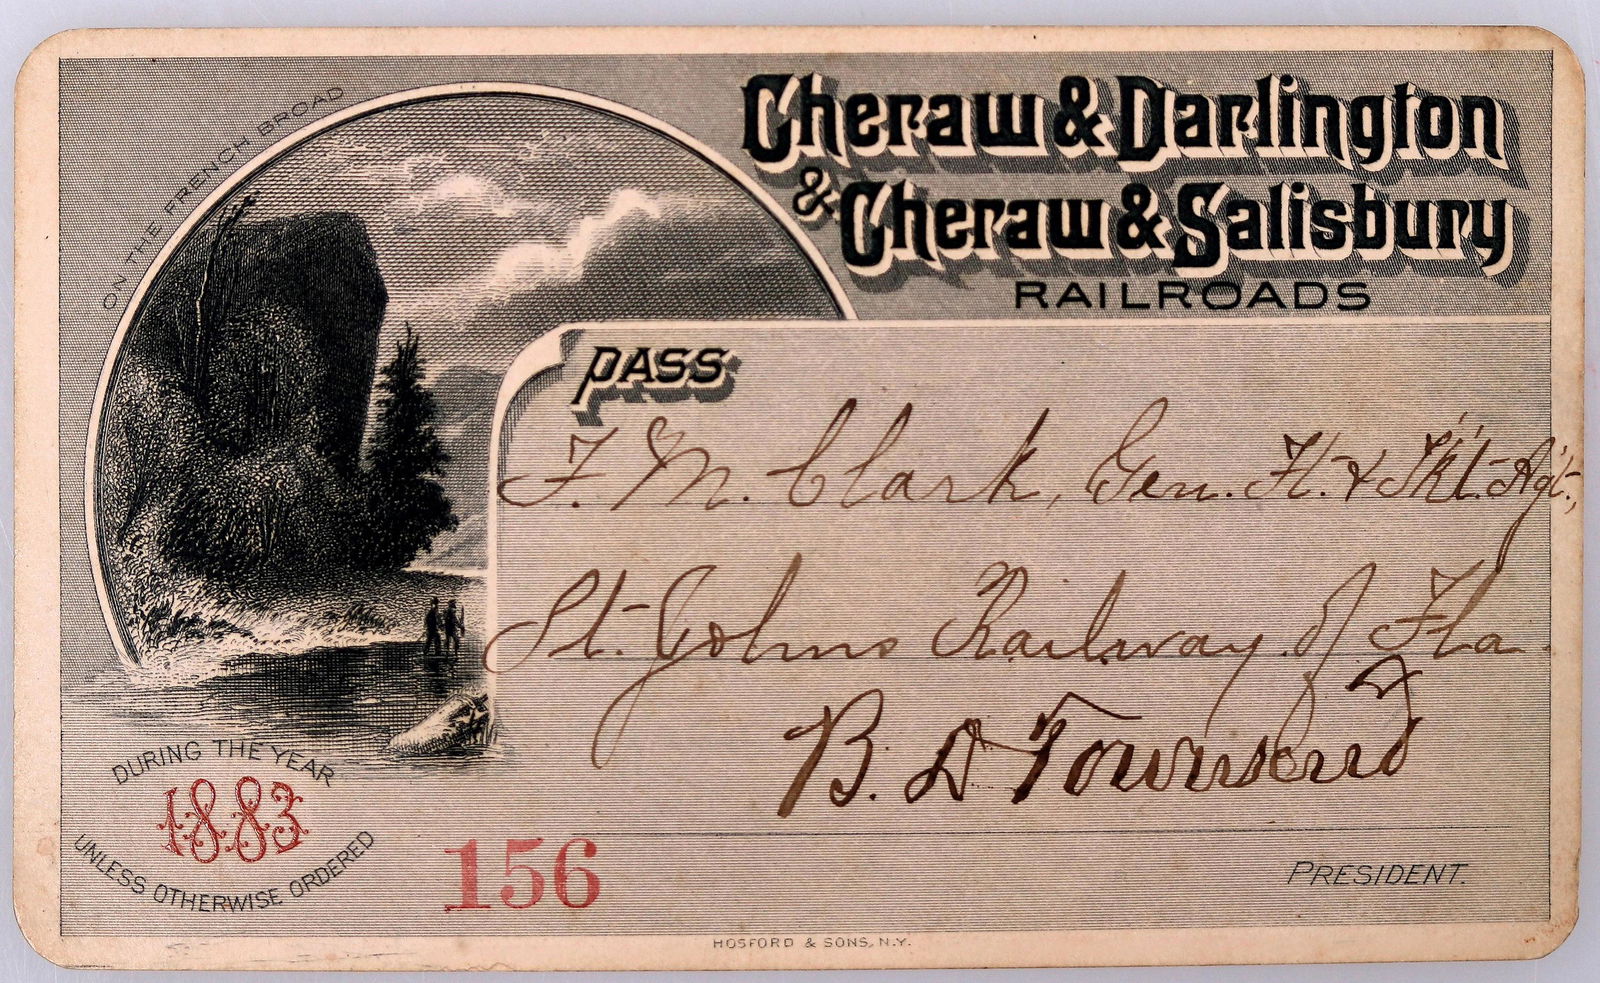 ON THE FRENCH BROAD
Cheraw & Darlington
& Cheraw & Salisbury
RAILROADS
PASS
F. M. Clark, Gen. Ft. & Tkt. Agt.,
St. Johns Railway of Fla.
B. D. Townsend
PRESIDENT.
DURING THE YEAR
1883
UNLESS OTHERWISE ORDERED
156
HOSFORD & SONS, N.Y.